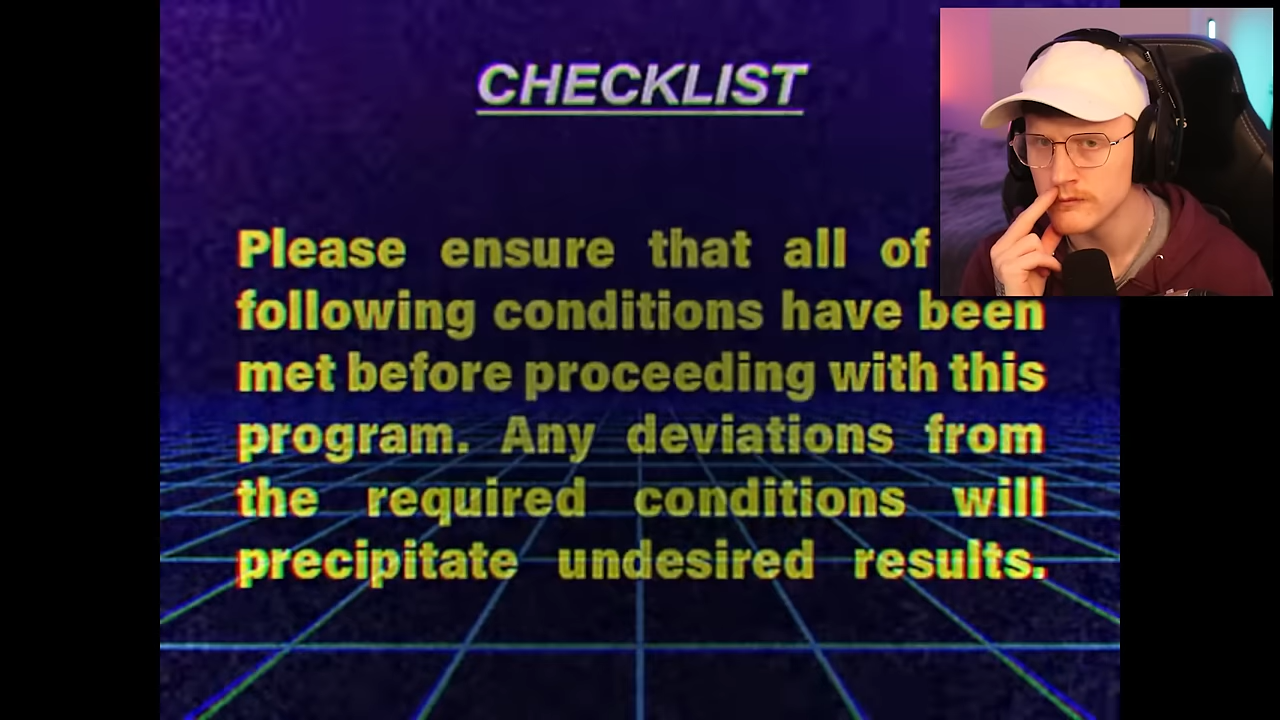 CHECKLIST
Please ensure that all of
following conditions have been
met before proceeding with this
program. Any deviations from
the required conditions will
precipitate undesired results.